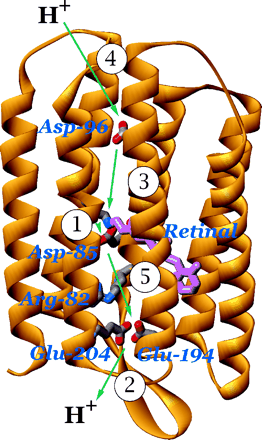 H+
4
Asp-96
3
1
Retinal
Asp-85
5
Arg-82
Glu-204 Glu-194
2
H+